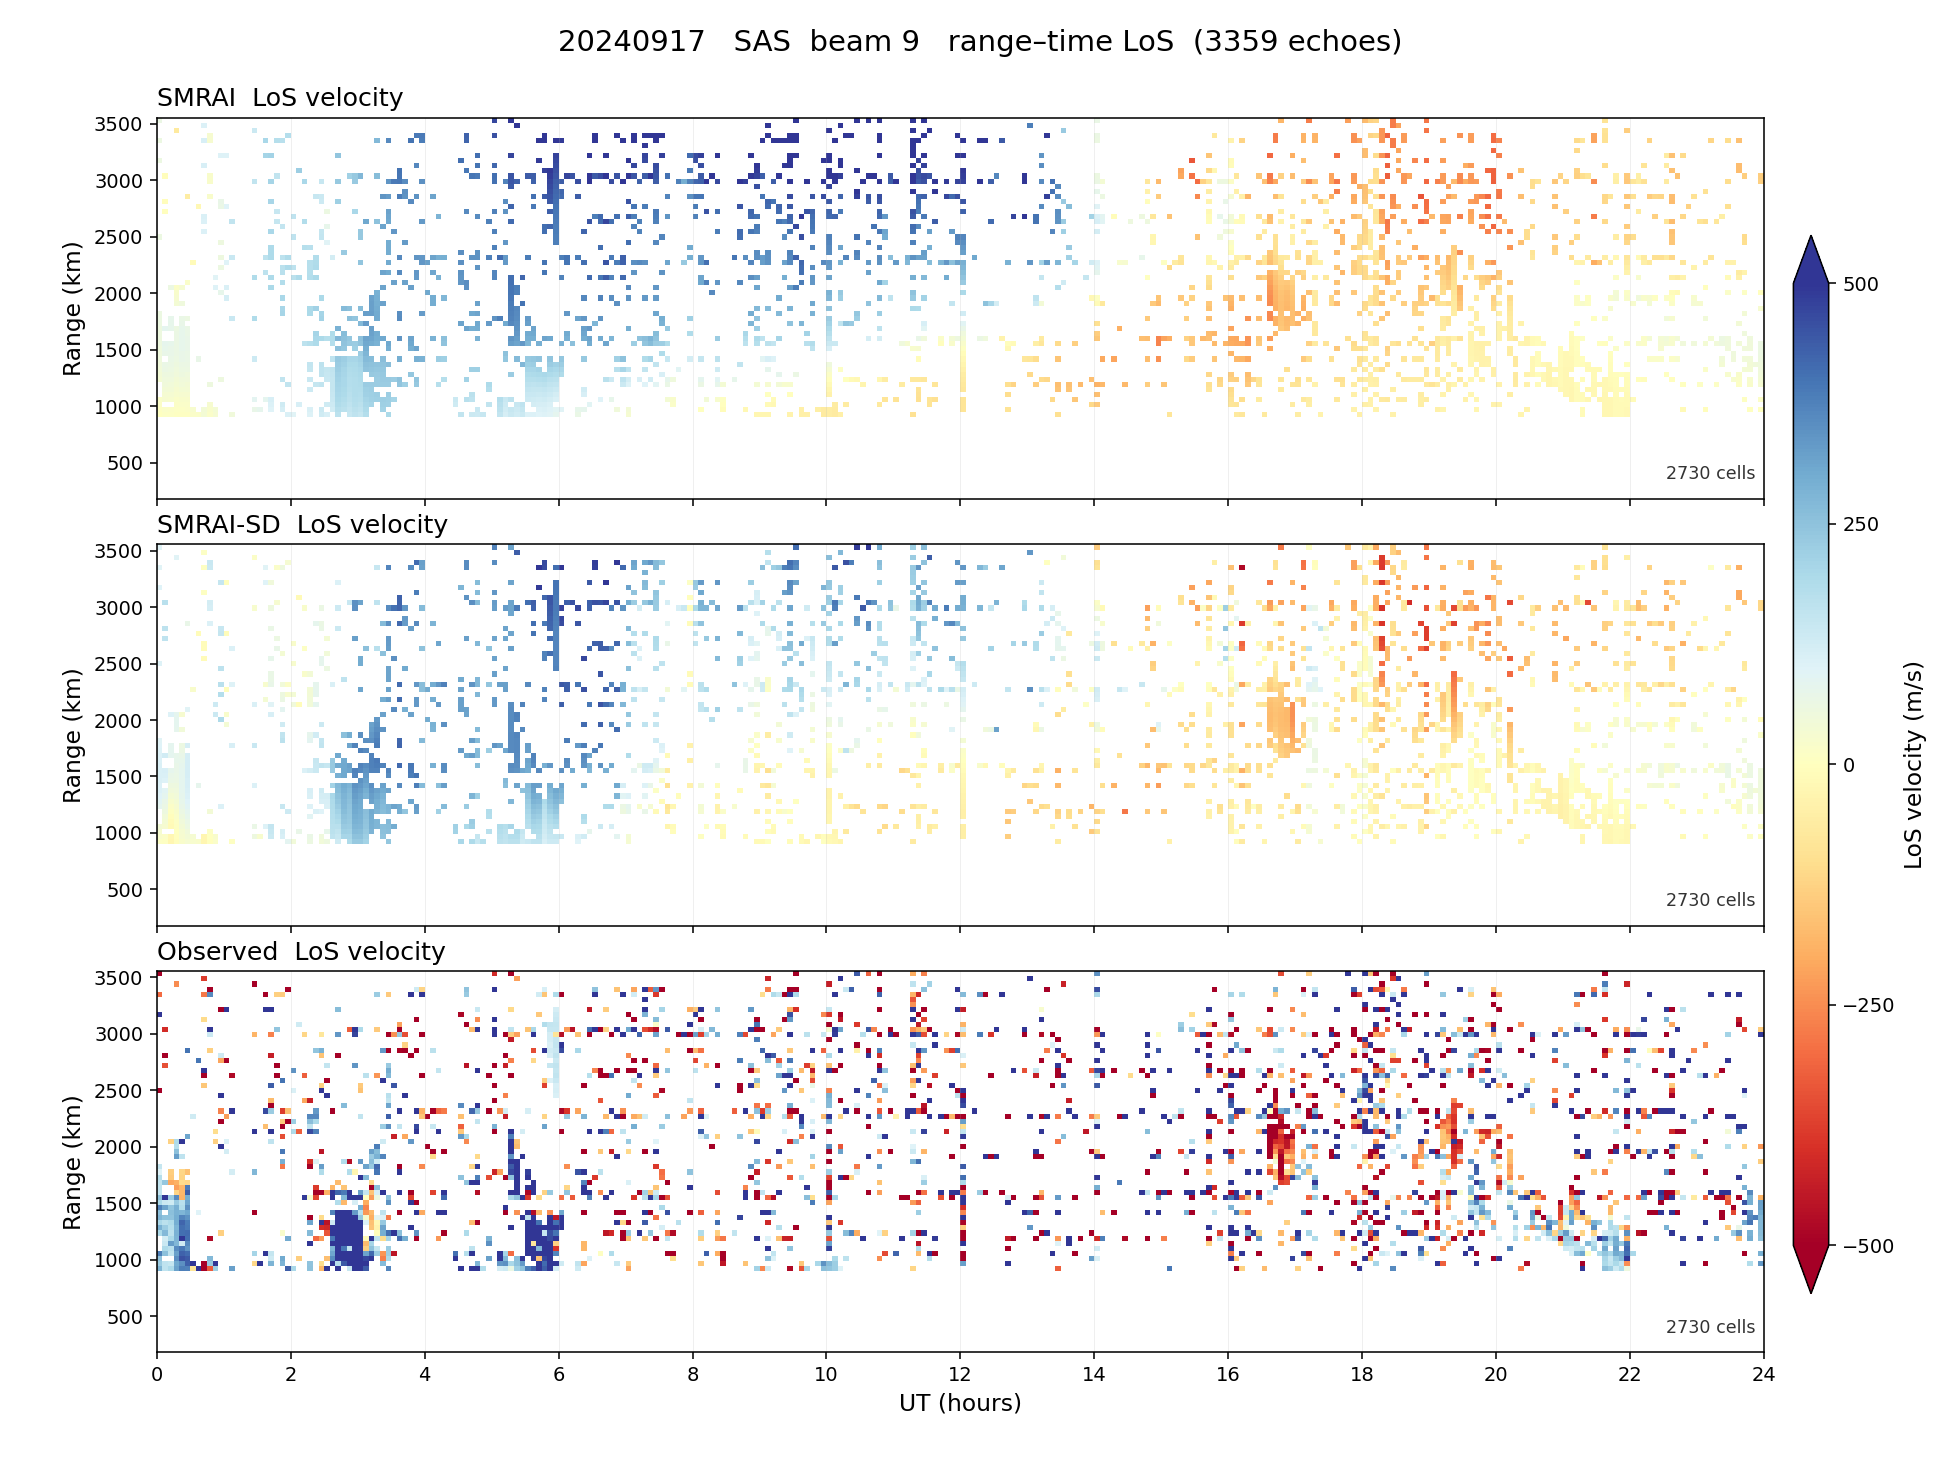 20240917   SAS  beam 9   range–time LoS  (3359 echoes)
SMRAI  LoS velocity
3500
3000
2500
2000
1500
1000
500
Range (km)
2730 cells
SMRAI-SD  LoS velocity
3500
3000
2500
2000
1500
1000
500
Range (km)
2730 cells
Observed  LoS velocity
3500
3000
2500
2000
1500
1000
500
Range (km)
2730 cells
0 2 4 6 8 10 12 14 16 18 20 22 24
UT (hours)
500
250
0
−250
−500
LoS velocity (m/s)